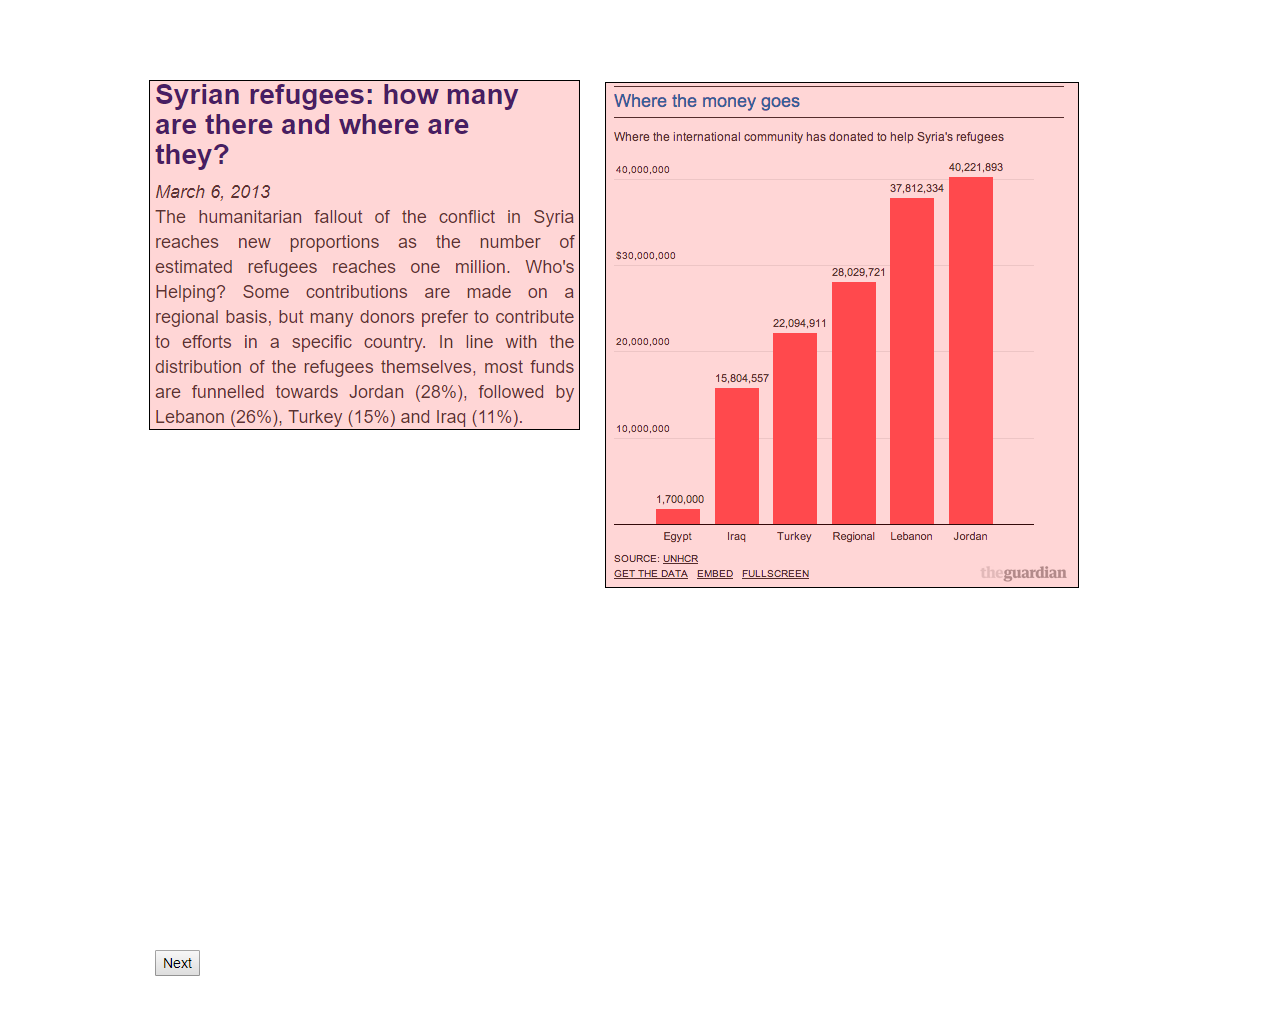 Syrian refugees: how many
are there and where are
they?
March 6, 2013
The humanitarian fallout of the conflict in Syria
reaches new proportions as the number of
estimated refugees reaches one million. Who's
Helping? Some contributions are made on a
regional basis, but many donors prefer to contribute
to efforts in a specific country. In line with the
distribution of the refugees themselves, most funds
are funnelled towards Jordan (28%), followed by
Lebanon (26%), Turkey (15%) and Iraq (11%).
Where the money goes
Where the international community has donated to help Syria's refugees
40,221,893
40,000,000
37,812,334
28,029,721
$30,000,000
22,094,911
20,000,000
15,804,557
10,000,000
1,700,000
Egypt Iraq Turkey Regional Lebanon Jordan
SOURCE: UNHCR
GET THE DATA EMBED FULLSCREEN
theguardian
Next